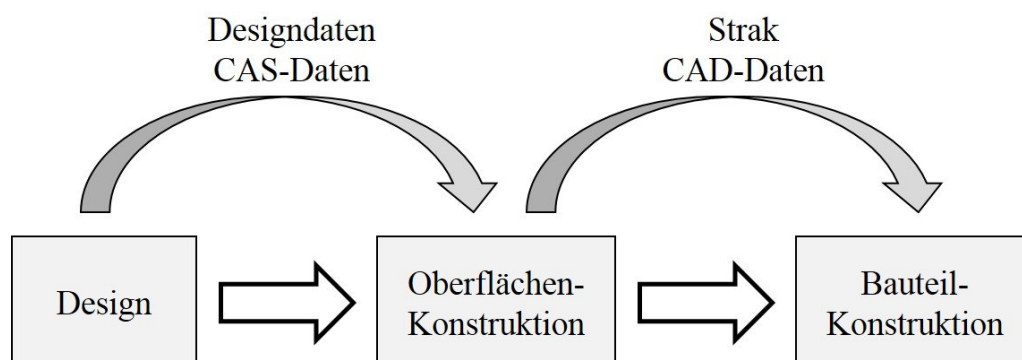 Designdaten
CAS-Daten
Strak
CAD-Daten
Design
Oberflächen-
Konstruktion
Bauteil-
Konstruktion